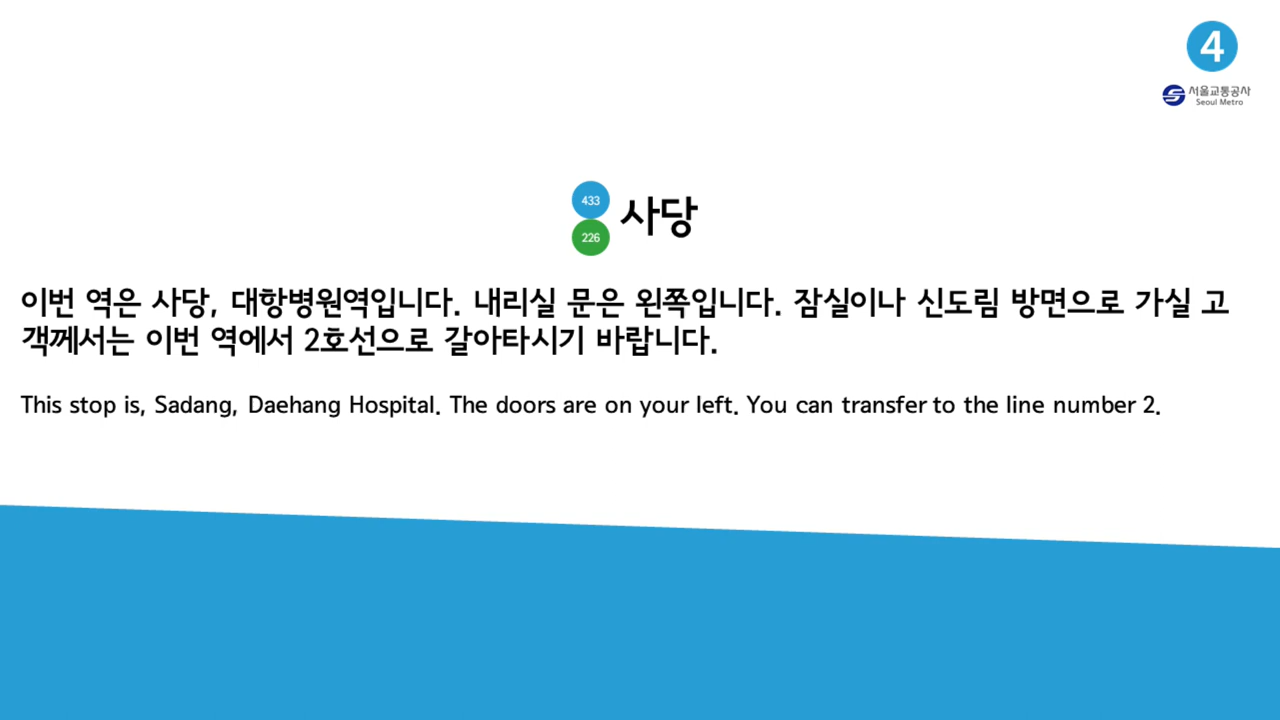 4
서울교통공사
Seoul Metro
433
226
사당
이번 역은 사당, 대항병원역입니다. 내리실 문은 왼쪽입니다. 잠실이나 신도림 방면으로 가실 고
객께서는 이번 역에서 2호선으로 갈아타시기 바랍니다.
This stop is, Sadang, Daehang Hospital. The doors are on your left. You can transfer to the line number 2.